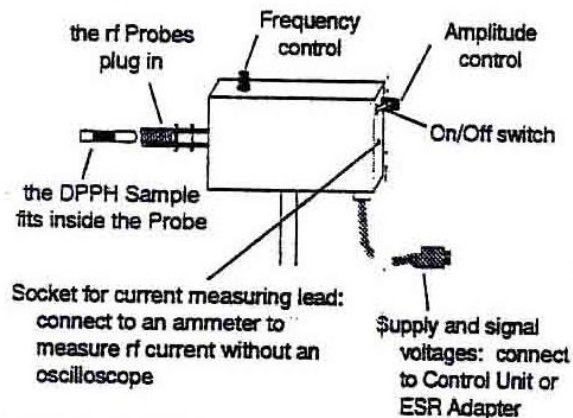 the rf Probes
plug in
Frequency
control
Amplitude
control
On/Off switch
the DPPH Sample
fits inside the Probe
Socket for current measuring lead:
connect to an ammeter to
measure rf current without an
oscilloscope
Supply and signal
voltages: connect
to Control Unit or
ESR Adapter